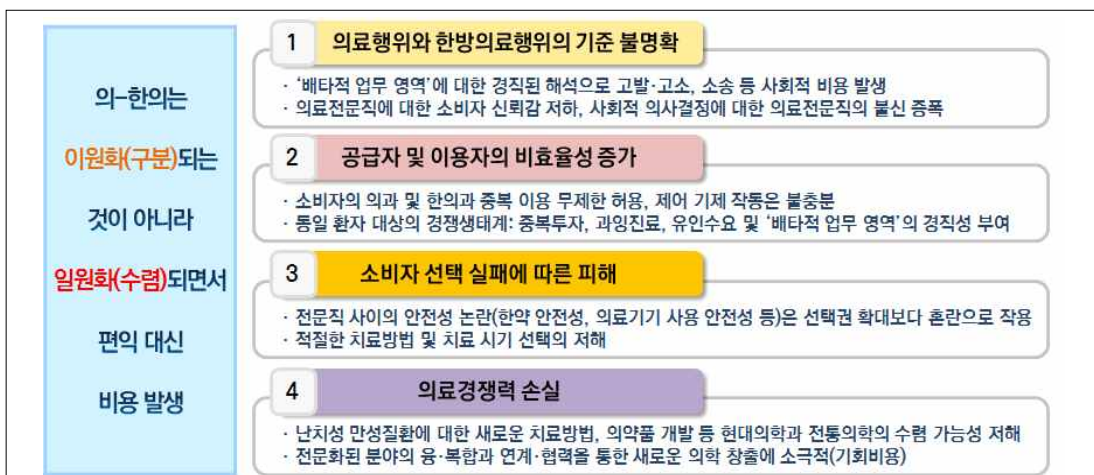 의-한의는
이원화(구분)되는
것이 아니라
일원화(수렴)되면서
편익 대신
비용 발생
1 의료행위와 한방의료행위의 기준 불명확
· ‘배타적 업무 영역’에 대한 경직된 해석으로 고발·고소, 소송 등 사회적 비용 발생
· 의료전문직에 대한 소비자 신뢰감 저하, 사회적 의사결정에 대한 의료전문직의 불신 증폭
2 공급자 및 이용자의 비효율성 증가
· 소비자의 의과 및 한의과 중복 이용 무제한 허용, 제어 기제 작동은 불충분
· 동일 환자 대상의 경쟁생태계: 중복투자, 과잉진료, 유인수요 및 ‘배타적 업무 영역’의 경직성 부여
3 소비자 선택 실패에 따른 피해
· 전문직 사이의 안전성 논란(한약 안전성, 의료기기 사용 안전성 등)은 선택권 확대보다 혼란으로 작용
· 적절한 치료방법 및 치료 시기 선택의 저해
4 의료경쟁력 손실
· 난치성 만성질환에 대한 새로운 치료방법, 의약품 개발 등 현대의학과 전통의학의 수렴 가능성 저해
· 전문화된 분야의 융·복합과 연계·협력을 통한 새로운 의학 창출에 소극적(기회비용)